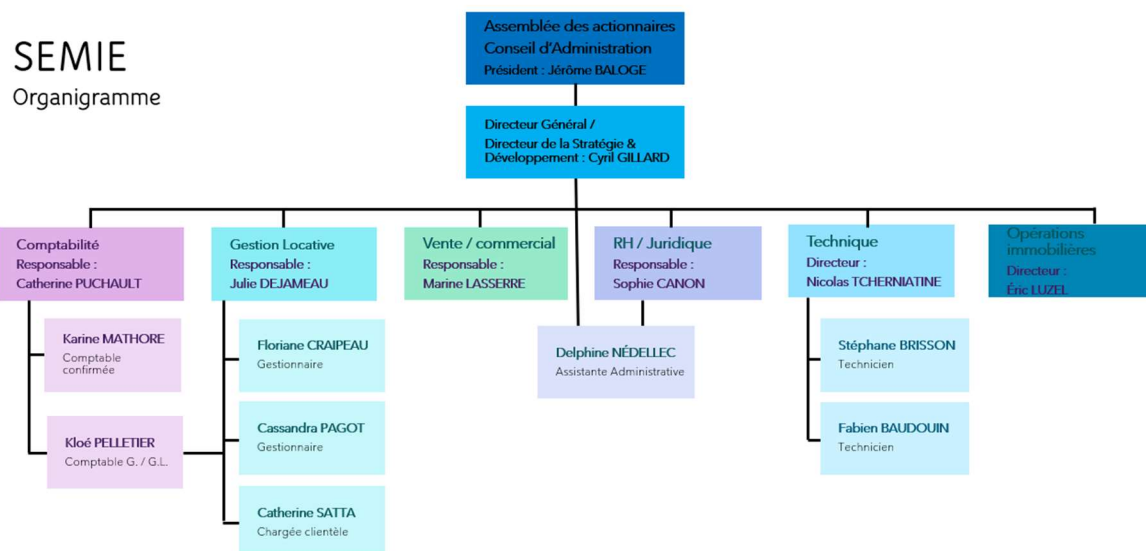 SEMIE
Organigramme
Assemblée des actionnaires
Conseil d'Administration
Président : Jérôme BALOGE
Directeur Général /
Directeur de la Stratégie &
Développement : Cyril GILLARD
Comptabilité
Responsable :
Catherine PUCHAULT
Gestion Locative
Responsable :
Julie DEJAMEAU
Vente / commercial
Responsable :
Marine LASSERRE
RH / Juridique
Responsable :
Sophie CANON
Technique
Directeur :
Nicolas TCHERNIATINE
Opérations
immobilières
Directeur :
Éric LUZEL
Karine MATHORE
Comptable
confirmée
Kloé PELLETIER
Comptable G. / G.L.
Floriane CRAIPEAU
Gestionnaire
Cassandra PAGOT
Gestionnaire
Catherine SATTA
Chargée clientèle
Delphine NÉDELLEC
Assistante Administrative
Stéphane BRISSON
Technicien
Fabien BAUDOUIN
Technicien